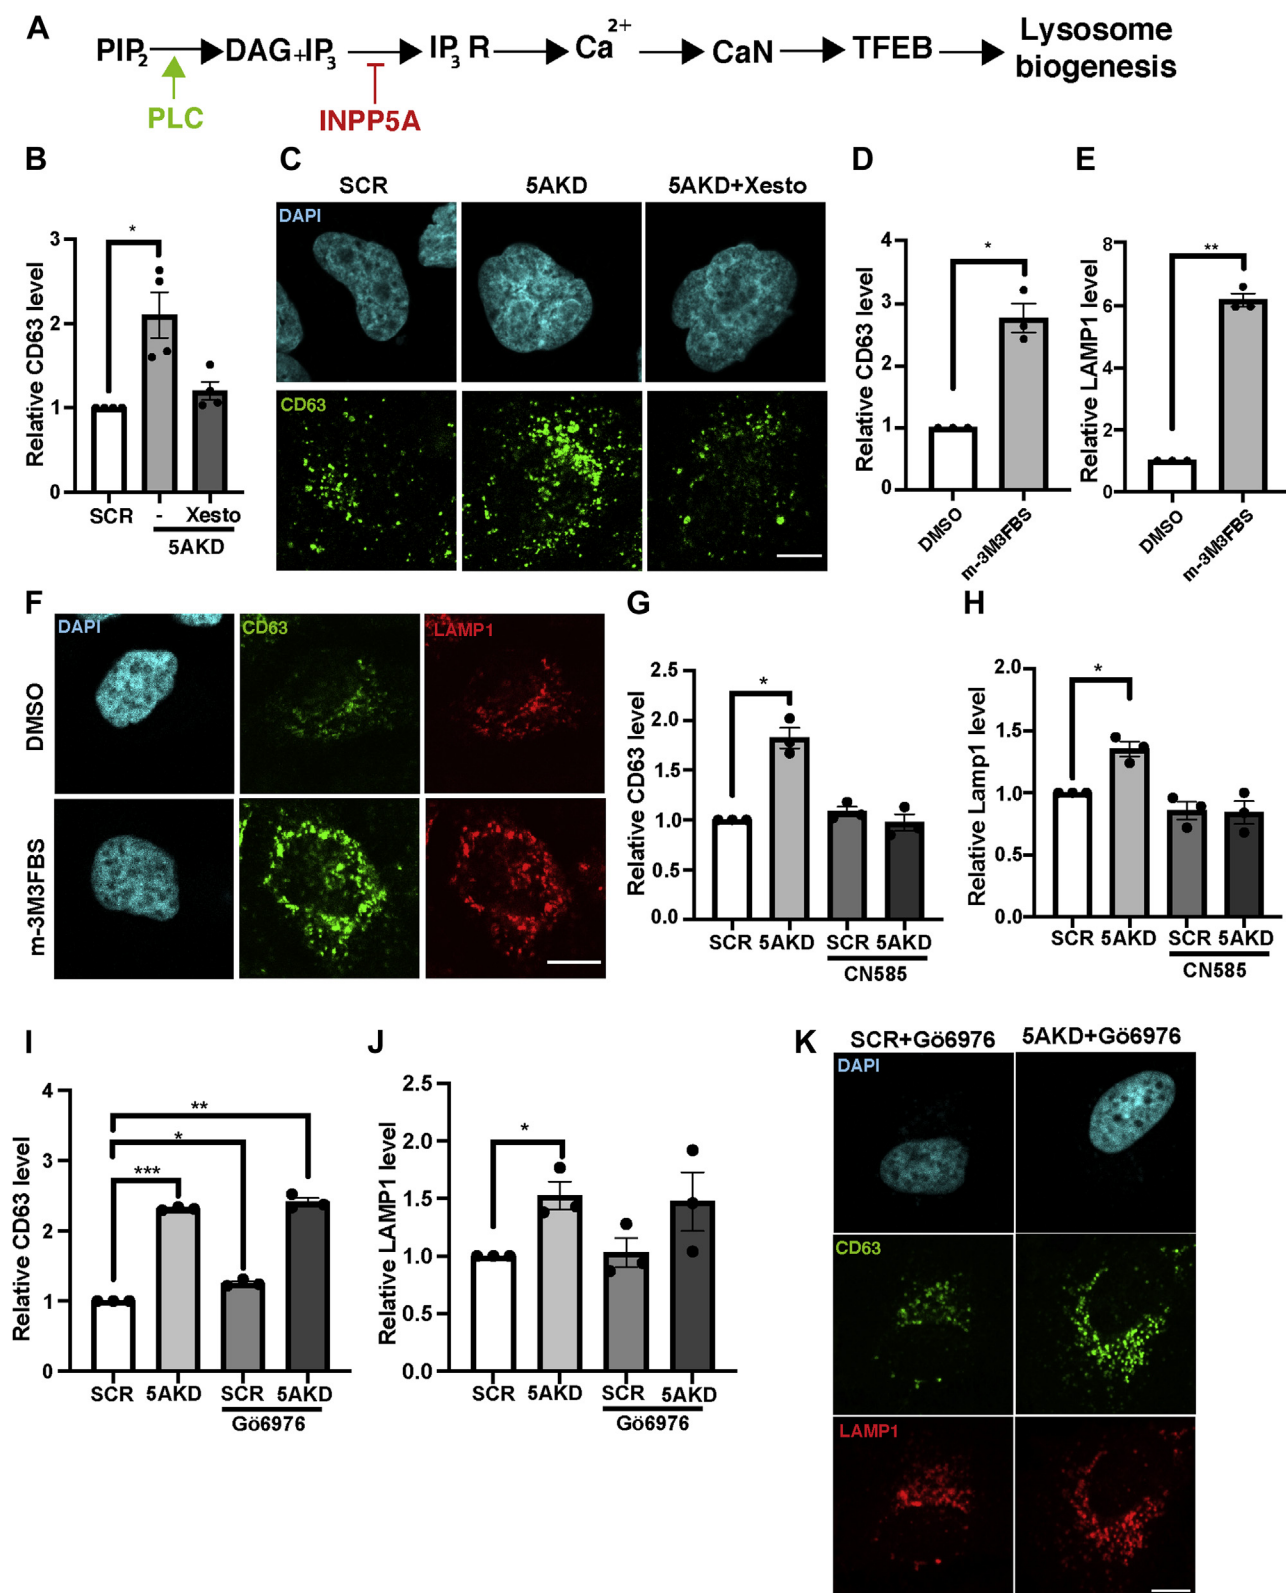 A
PIP2 DAG+IP3 IP3 R Ca2+ CaN TFEB Lysosome biogenesis
PLC INPP5A
B
Relative CD63 level
3
2
1
0
*
SCR - Xesto
5AKD
C
SCR 5AKD 5AKD+Xesto
DAPI
CD63
D
Relative CD63 level
4
3
2
1
0
*
DMSO
m-3M3FBS
E
Relative LAMP1 level
8
6
4
2
0
**
DMSO
m-3M3FBS
F
DAPI CD63 LAMP1
DMSO
m-3M3FBS
G
Relative CD63 level
2.5
2.0
1.5
1.0
0.5
0.0
*
SCR 5AKD SCR 5AKD
CN585
H
Relative Lamp1 level
2.0
1.5
1.0
0.5
0.0
*
SCR 5AKD SCR 5AKD
CN585
I
Relative CD63 level
4
3
2
1
0
**
*
***
SCR 5AKD SCR 5AKD
Gö6976
J
Relative LAMP1 level
2.5
2.0
1.5
1.0
0.5
0.0
*
SCR 5AKD SCR 5AKD
Gö6976
K
SCR+Gö6976 5AKD+Gö6976
DAPI
CD63
LAMP1